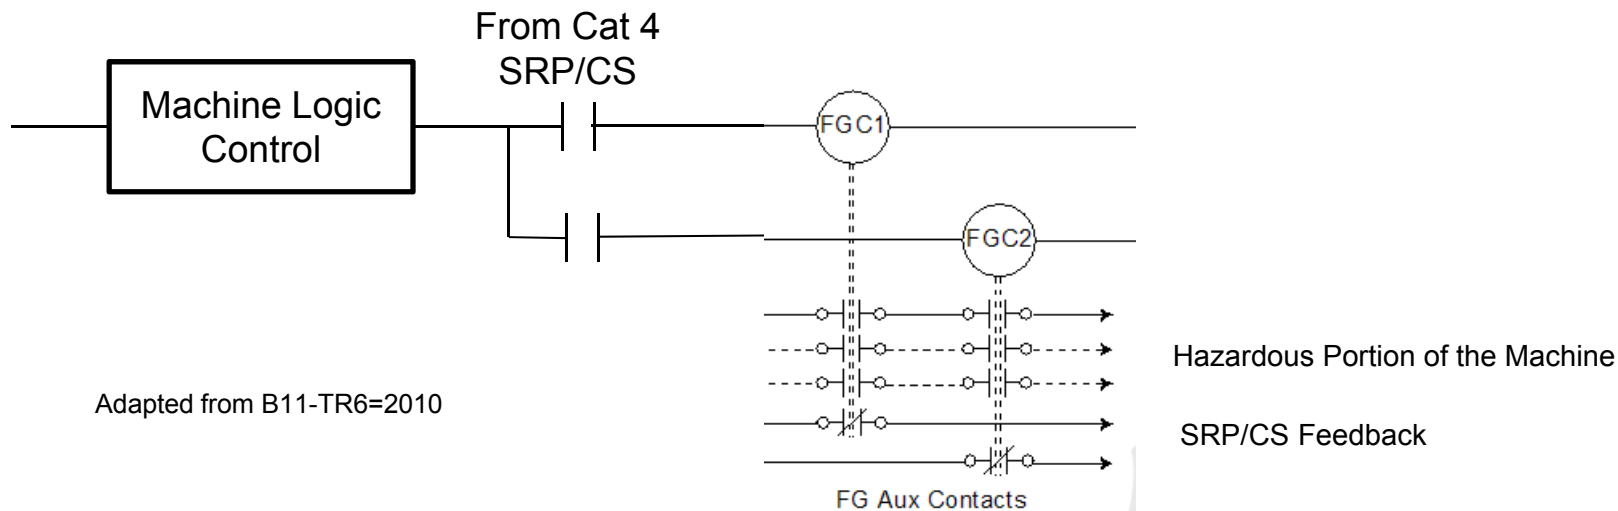 From Cat 4
SRP/CS
Machine Logic
Control
FGC1
FGC2
Hazardous Portion of the Machine
Adapted from B11-TR6=2010
SRP/CS Feedback
FG Aux Contacts